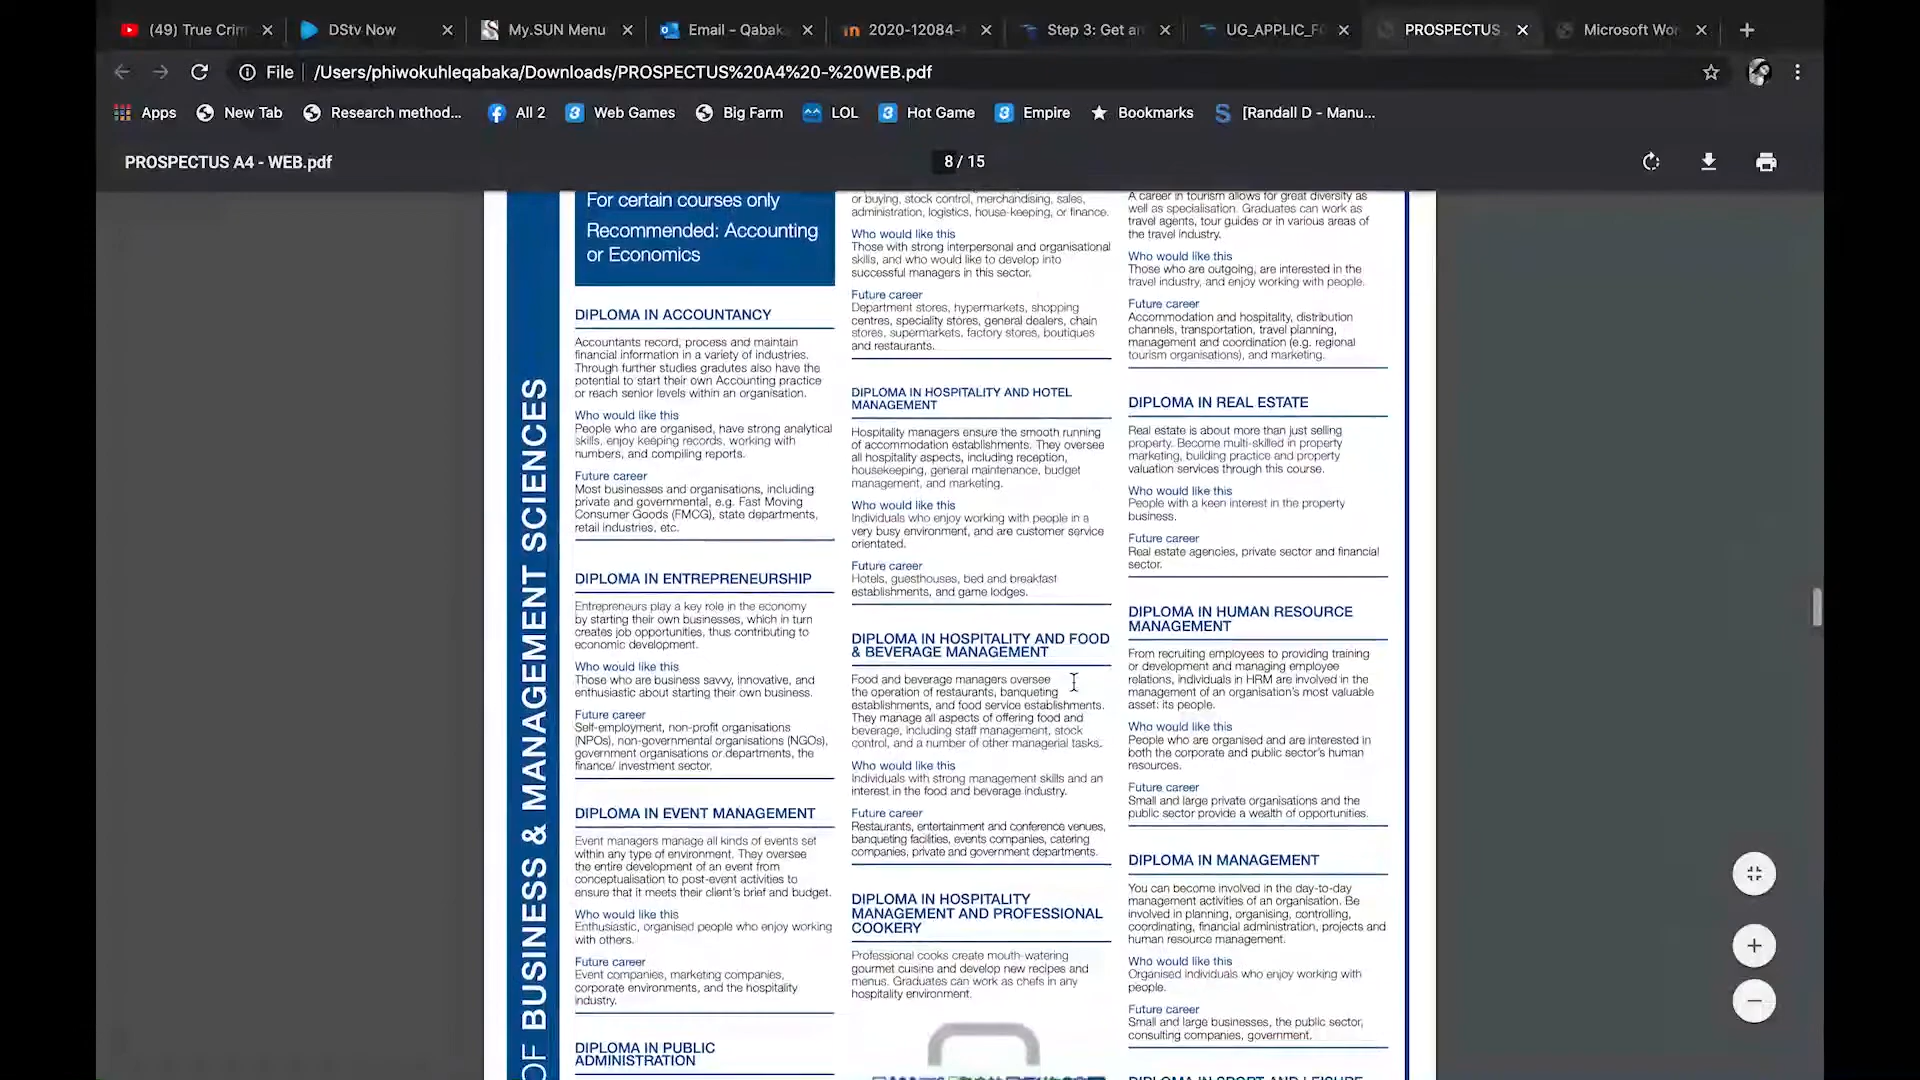 (49) True Crim
DStv Now
My.SUN Menu
Email – Qabak
2020-12084-
Step 3: Get an
UG_APPLIC_FO
PROSPECTUS
Microsoft Wor
File
/Users/phiwokuhleqabaka/Downloads/PROSPECTUS%20A4%20-%20WEB.pdf
Apps
New Tab
Research method...
All 2
Web Games
Big Farm
LOL
Hot Game
Empire
Bookmarks
[Randall D - Manu...
PROSPECTUS A4 - WEB.pdf
8 / 15
OF BUSINESS & MANAGEMENT SCIENCES
For certain courses only
Recommended: Accounting
or Economics
DIPLOMA IN ACCOUNTANCY
Accountants record, process and maintain
financial information in a variety of industries.
Through further studies gradutes also have the
potential to start their own Accounting practice
or reach senior levels within an organisation.
Who would like this
People who are organised, have strong analytical
skills, enjoy keeping records, working with
numbers, and compiling reports.
Future career
Most businesses and organisations, including
private and governmental, e.g. Fast Moving
Consumer Goods (FMCG), state departments,
retail industries, etc.
DIPLOMA IN ENTREPRENEURSHIP
Entrepreneurs play a key role in the economy
by starting their own businesses, which in turn
creates job opportunities, thus contributing to
economic development.
Who would like this
Those who are business savvy, innovative, and
enthusiastic about starting their own business.
Future career
Self-employment, non-profit organisations
(NPOs), non-governmental organisations (NGOs),
government organisations or departments, the
finance/ investment sector.
DIPLOMA IN EVENT MANAGEMENT
Event managers manage all kinds of events set
within any type of environment. They oversee
the entire development of an event from
conceptualisation to post-event activities to
ensure that it meets their client's brief and budget.
Who would like this
Enthusiastic, organised people who enjoy working
with others.
Future career
Event companies, marketing companies,
corporate environments, and the hospitality
industry.
DIPLOMA IN PUBLIC
ADMINISTRATION
or buying, stock control, merchandising, sales,
administration, logistics, house-keeping, or finance.
Who would like this
Those with strong interpersonal and organisational
skills, and who would like to develop into
successful managers in this sector.
Future career
Department stores, hypermarkets, shopping
centres, speciality stores, general dealers, chain
stores, supermarkets, factory stores, boutiques
and restaurants.
DIPLOMA IN HOSPITALITY AND HOTEL
MANAGEMENT
Hospitality managers ensure the smooth running
of accommodation establishments. They oversee
all hospitality aspects, including reception,
housekeeping, general maintenance, budget
management, and marketing.
Who would like this
Individuals who enjoy working with people in a
very busy environment, and are customer service
orientated.
Future career
Hotels, guesthouses, bed and breakfast
establishments, and game lodges.
DIPLOMA IN HOSPITALITY AND FOOD
& BEVERAGE MANAGEMENT
Food and beverage managers oversee
the operation of restaurants, banqueting
establishments, and food service establishments.
They manage all aspects of offering food and
beverage, including staff management, stock
control, and a number of other managerial tasks.
Who would like this
Individuals with strong management skills and an
interest in the food and beverage industry.
Future career
Restaurants, entertainment and conference venues,
banqueting facilities, events companies, catering
companies, private and government departments.
DIPLOMA IN HOSPITALITY
MANAGEMENT AND PROFESSIONAL
COOKERY
Professional cooks create mouth-watering
gourmet cuisine and develop new recipes and
menus. Graduates can work as chefs in any
hospitality environment.
A career in tourism allows for great diversity as
well as specialisation. Graduates can work as
travel agents, tour guides or in various areas of
the travel industry.
Who would like this
Those who are outgoing, are interested in the
travel industry, and enjoy working with people.
Future career
Accommodation and hospitality, distribution
channels, transportation, travel planning,
management and coordination (e.g. regional
tourism organisations), and marketing.
DIPLOMA IN REAL ESTATE
Real estate is about more than just selling
property. Become multi-skilled in property
marketing, building practice and property
valuation services through this course.
Who would like this
People with a keen interest in the property
business.
Future career
Real estate agencies, private sector and financial
sector.
DIPLOMA IN HUMAN RESOURCE
MANAGEMENT
From recruiting employees to providing training
or development and managing employee
relations, individuals in HRM are involved in the
management of an organisation's most valuable
asset: its people.
Who would like this
People who are organised and are interested in
both the corporate and public sector's human
resources.
Future career
Small and large private organisations and the
public sector provide a wealth of opportunities.
DIPLOMA IN MANAGEMENT
You can become involved in the day-to-day
management activities of an organisation. Be
involved in planning, organising, controlling,
coordinating, financial administration, projects and
human resource management.
Who would like this
Organised individuals who enjoy working with
people.
Future career
Small and large businesses, the public sector,
consulting companies, government.
DIPLOMA IN SPORT AND LEISURE